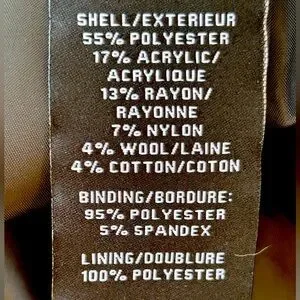 SHELL/EXTERIEUR
55% POLYESTER
17% ACRYLIC/
ACRYLIQUE
13% RAYON/
RAYONNE
7% NYLON
4% WOOL/LAINE
4% COTTON/COTON
BINDING/BORDURE:
95% POLYESTER
5% SPANDEX
LINING/DOUBLURE
100% POLYESTER